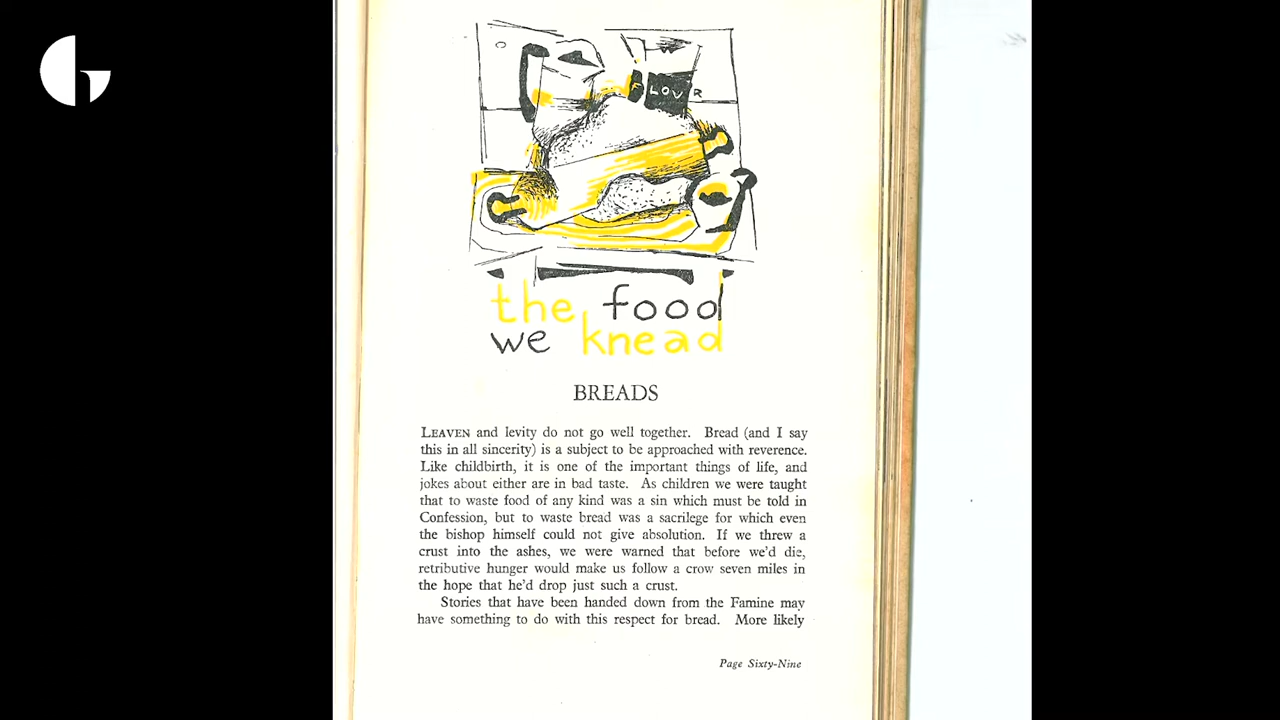 FLOUR
the food
we knead
BREADS
LEAVEN and levity do not go well together. Bread (and I say
this in all sincerity) is a subject to be approached with reverence.
Like childbirth, it is one of the important things of life, and
jokes about either are in bad taste. As children we were taught
that to waste food of any kind was a sin which must be told in
Confession, but to waste bread was a sacrilege for which even
the bishop himself could not give absolution. If we threw a
crust into the ashes, we were warned that before we'd die,
retributive hunger would make us follow a crow seven miles in
the hope that he'd drop just such a crust.
Stories that have been handed down from the Famine may
have something to do with this respect for bread. More likely
Page Sixty-Nine